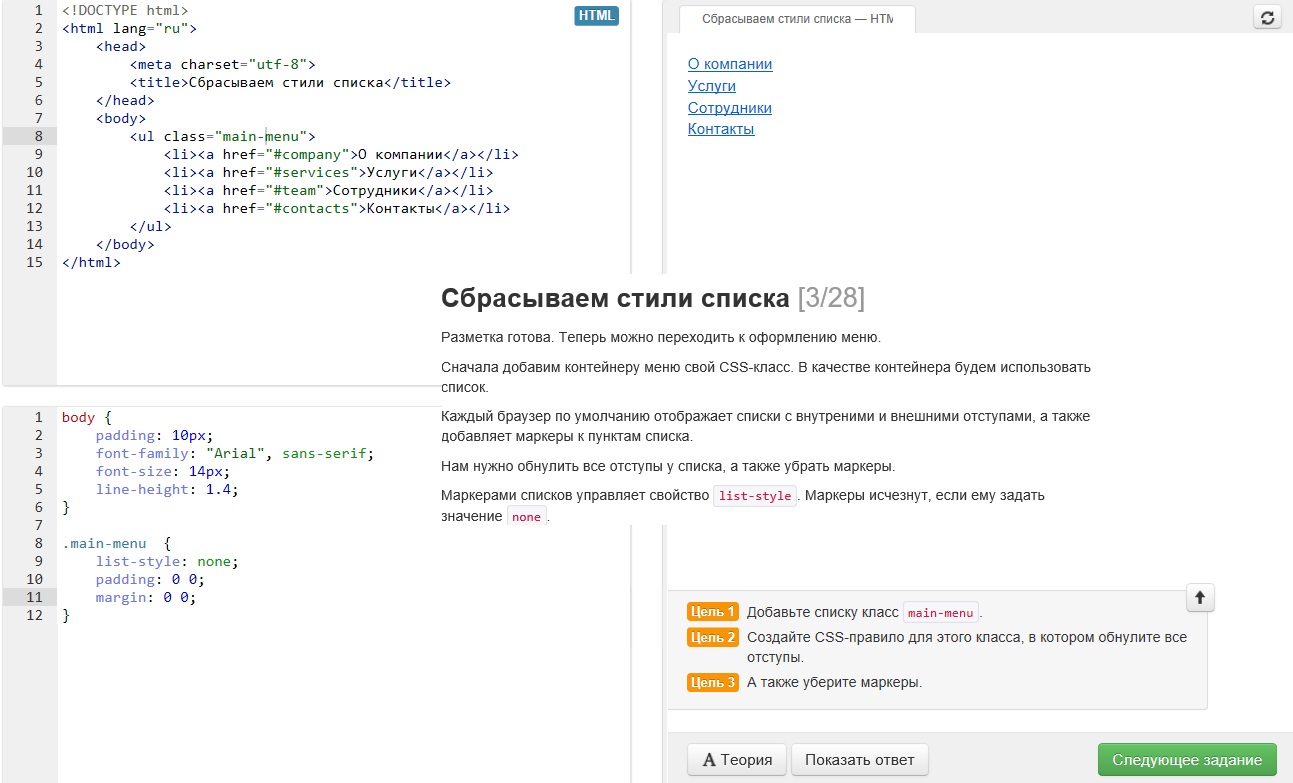 1 <!DOCTYPE html>
2 <html lang="ru">
3 <head>
4 <meta charset="utf-8">
5 <title>Сбрасываем стили списка</title>
6 </head>
7 <body>
8 <ul class="main-menu">
9 <li><a href="#company">О компании</a></li>
10 <li><a href="#services">Услуги</a></li>
11 <li><a href="#team">Сотрудники</a></li>
12 <li><a href="#contacts">Контакты</a></li>
13 </ul>
14 </body>
15 </html>
HTML
Сбрасываем стили списка — HTM
О компании
Услуги
Сотрудники
Контакты
Сбрасываем стили списка [3/28]
Разметка готова. Теперь можно переходить к оформлению меню.
Сначала добавим контейнеру меню свой CSS-класс. В качестве контейнера будем использовать
список.
Каждый браузер по умолчанию отображает списки с внутреними и внешними отступами, а также
добавляет маркеры к пунктам списка.
Нам нужно обнулить все отступы у списка, а также убрать маркеры.
Маркерами списков управляет свойство list-style. Маркеры исчезнут, если ему задать
значение none.
1 body {
2 padding: 10px;
3 font-family: "Arial", sans-serif;
4 font-size: 14px;
5 line-height: 1.4;
6 }
7
8 .main-menu {
9 list-style: none;
10 padding: 0 0;
11 margin: 0 0;
12 }
Цель 1 Добавьте списку класс main-menu.
Цель 2 Создайте CSS-правило для этого класса, в котором обнулите все
отступы.
Цель 3 А также уберите маркеры.
A Теория
Показать ответ
Следующее задание